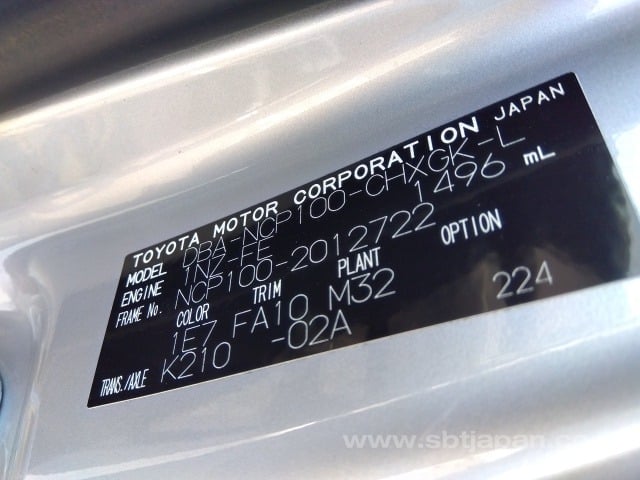 TOYOTA MOTOR CORPORATION JAPAN
MODEL DBA-NCP100-CHXGK-L
ENGINE 1NZ-FE 1496 mL
FRAME No. NCP100-2012722
COLOR TRIM PLANT OPTION
1E7 FA10 M32 224
TRANS./AXLE K210 -02A
www.sbtjapan.c